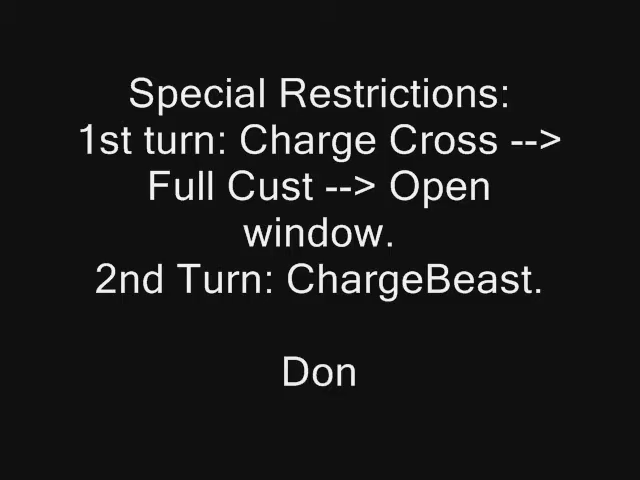 Special Restrictions:
1st turn: Charge Cross -->
Full Cust --> Open
window.
2nd Turn: ChargeBeast.
Don